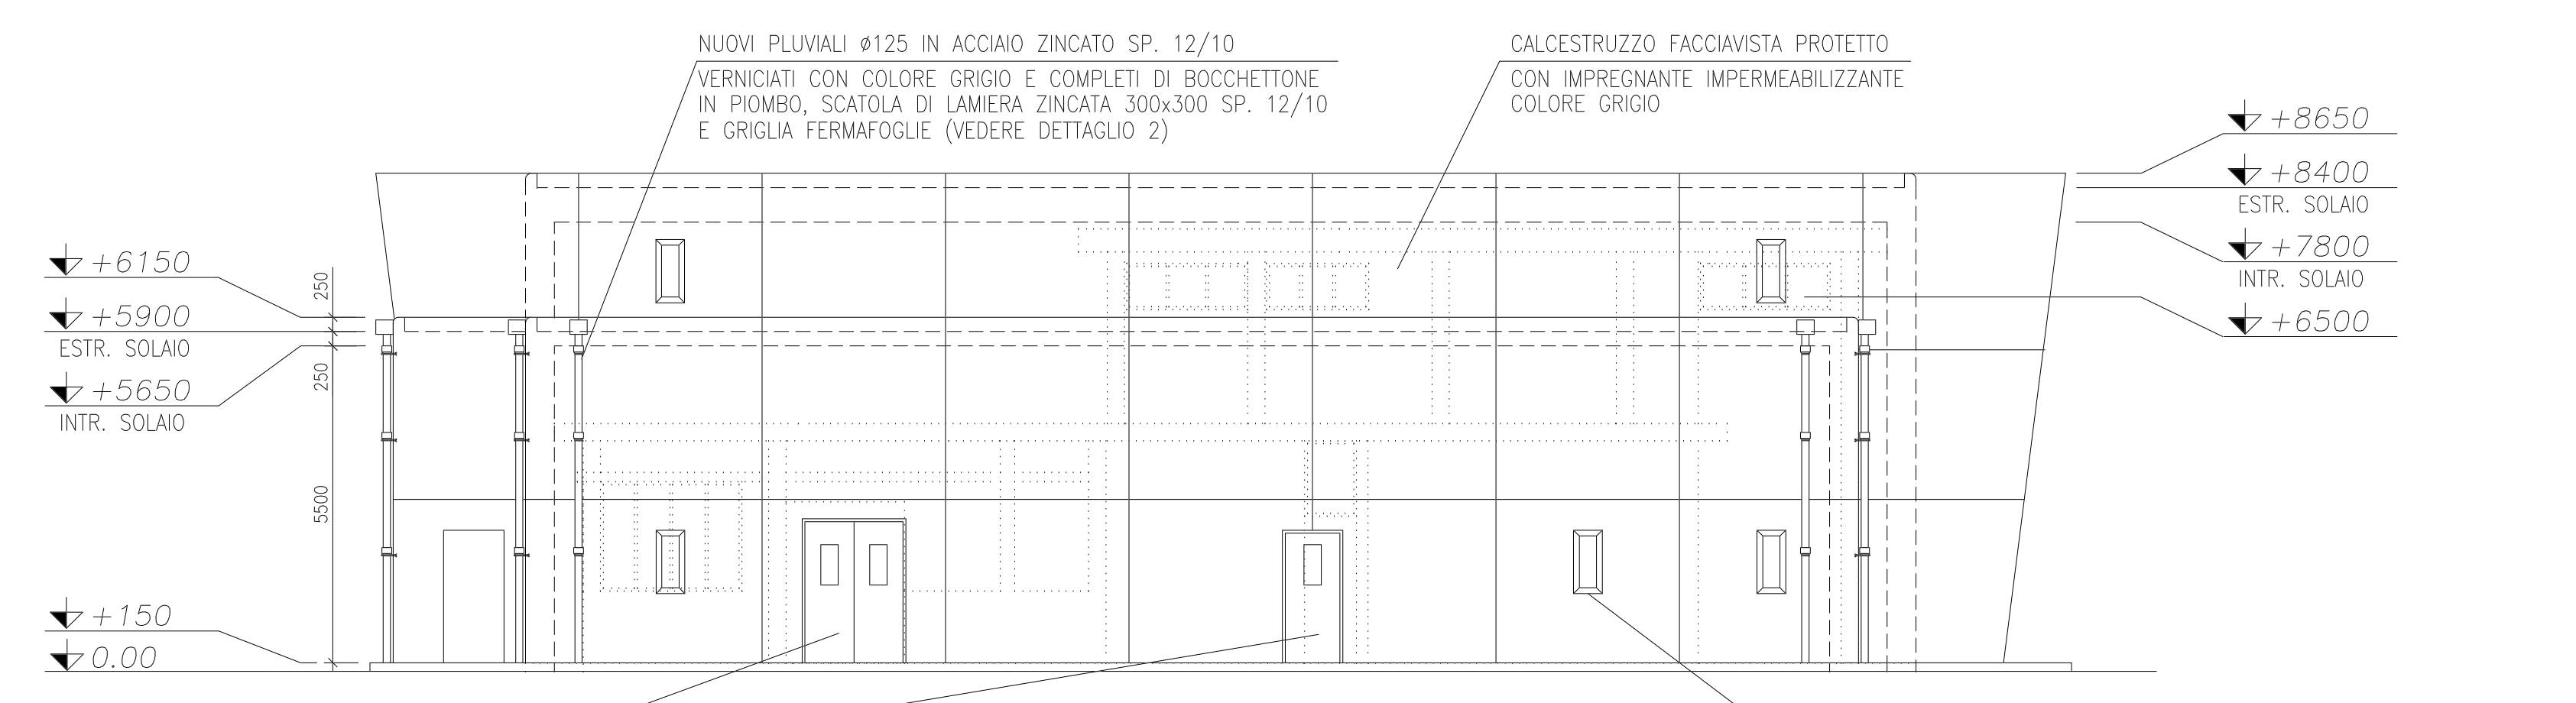 NUOVI PLUVIALI ø125 IN ACCIAIO ZINCATO SP. 12/10
VERNICIATI CON COLORE GRIGIO E COMPLETI DI BOCCHETTONE
IN PIOMBO, SCATOLA DI LAMIERA ZINCATA 300x300 SP. 12/10
E GRIGLIA FERMAFOGLIE (VEDERE DETTAGLIO 2)
CALCESTRUZZO FACCIAVISTA PROTETTO
CON IMPREGNANTE IMPERMEABILIZZANTE
COLORE GRIGIO
+8650
+8400
ESTR. SOLAIO
+7800
INTR. SOLAIO
+6500
+6150
+5900
ESTR. SOLAIO
+5650
INTR. SOLAIO
+150
0.00
250
250
5500